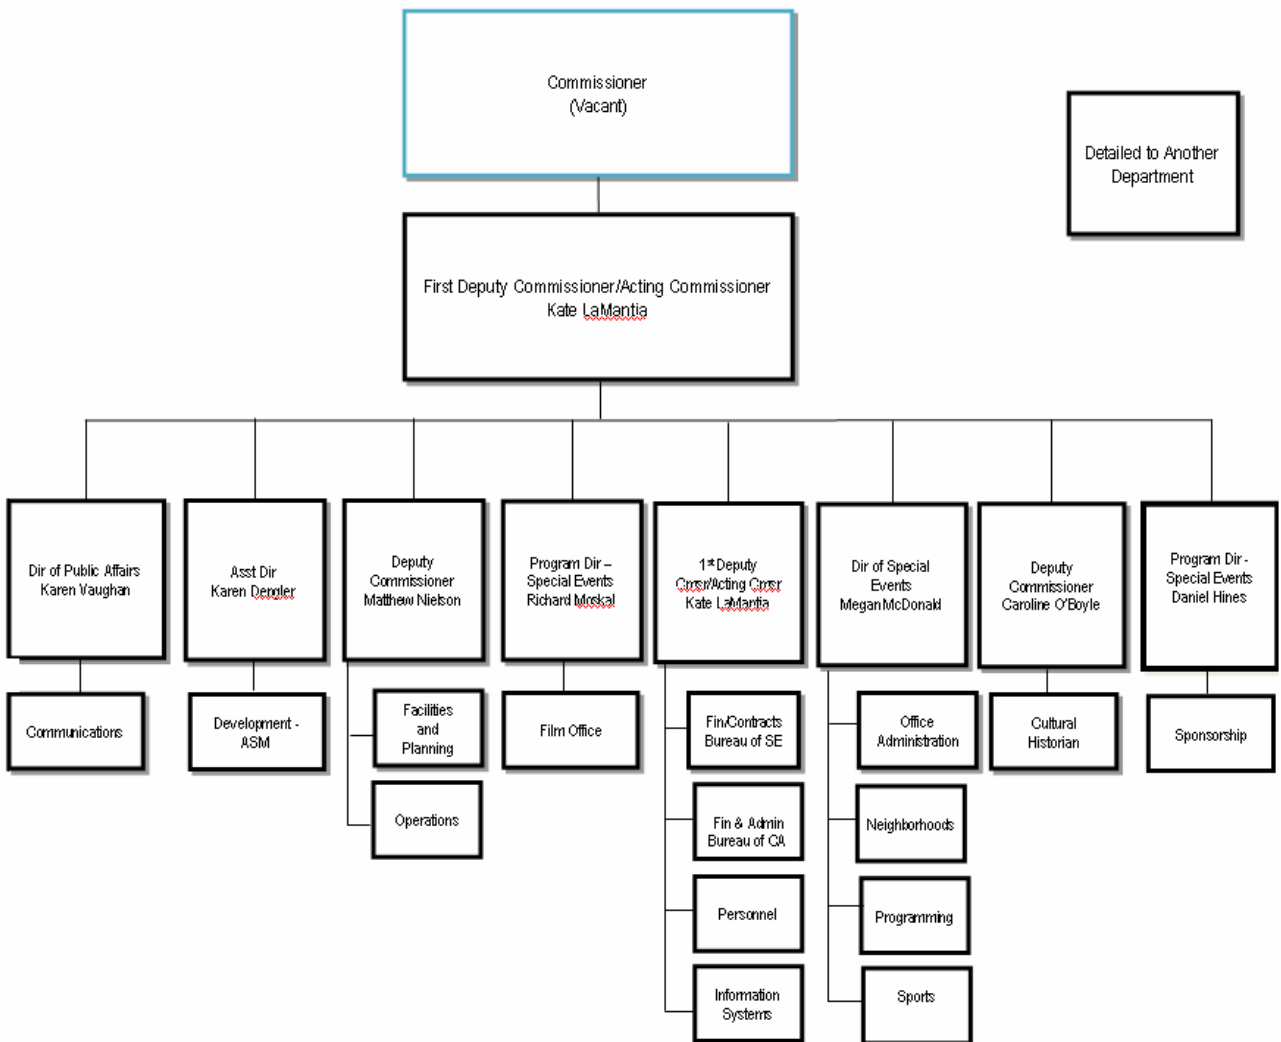 Commissioner
(Vacant)
Detailed to Another
Department
First Deputy Commissioner/Acting Commissioner
Kate LaMantia
Dir of Public Affairs
Karen Vaughan
Asst Dir
Karen Dengler
Deputy
Commissioner
Matthew Nielson
Program Dir –
Special Events
Richard Moskal
1st Deputy
Cmsr/Acting Cmsr
Kate LaMantia
Dir of Special
Events
Megan McDonald
Deputy
Commissioner
Caroline O'Boyle
Program Dir -
Special Events
Daniel Hines
Communications
Development -
ASM
Facilities
and
Planning
Operations
Film Office
Fin/Contracts
Bureau of SE
Fin & Admin
Bureau of CA
Personnel
Information
Systems
Office
Administration
Neighborhoods
Programming
Sports
Cultural
Historian
Sponsorship